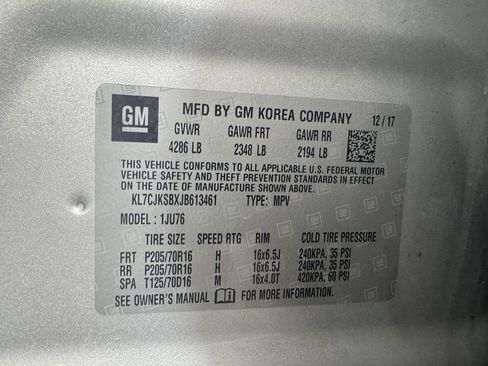 GM
MFD BY GM KOREA COMPANY 12/17
GVWR GAWR FRT GAWR RR
4286 LB 2348 LB 2194 LB
THIS VEHICLE CONFORMS TO ALL APPLICABLE U.S. FEDERAL MOTOR
VEHICLE SAFETY AND THEFT PREVENTION STANDARDS IN EFFECT ON
THE DATE OF MANUFACTURE SHOWN ABOVE.
KL7CJKSBXJB613461 TYPE: MPV
MODEL: 1JU76
TIRE SIZE SPEED RTG RIM COLD TIRE PRESSURE
FRT P205/70R16 H 16x6.5J 240KPA, 35 PSI
RR P205/70R16 H 16x6.5J 240KPA, 35 PSI
SPA T125/70D16 M 16x4.0T 420KPA, 60 PSI
SEE OWNER'S MANUAL FOR MORE INFORMATION.